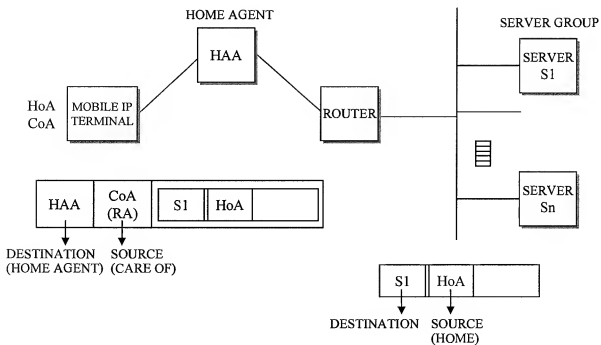 HOME AGENT
HAA
SERVER GROUP
SERVER
S1
HoA
CoA
MOBILE IP
TERMINAL
ROUTER
SERVER
Sn
HAA
CoA
(RA)
S1
HoA
DESTINATION
(HOME AGENT)
SOURCE
(CARE OF)
S1
HoA
DESTINATION
SOURCE
(HOME)